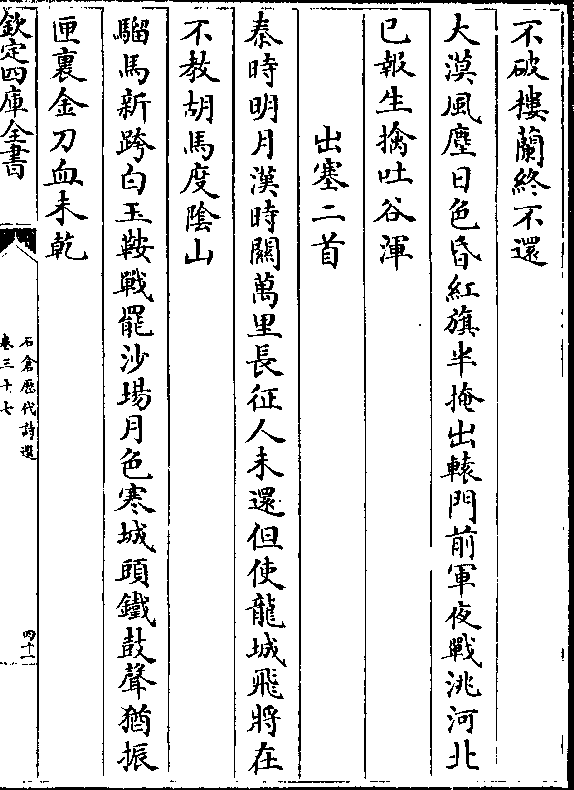 不破樓蘭終不還
大漠風塵日色昏紅旗半掩出轅門前軍夜戰洮河北
已報生擒吐谷渾
出塞二首
秦時明月漢時關萬里長征人未還但使龍城飛將在
不教胡馬度陰山
騮馬新跨白玉鞍戰罷沙場月色寒城頭鐵鼓聲猶振
匣裏金刀血未乾
欽定四庫全書
石倉歷代詩選
卷三十七
四十一